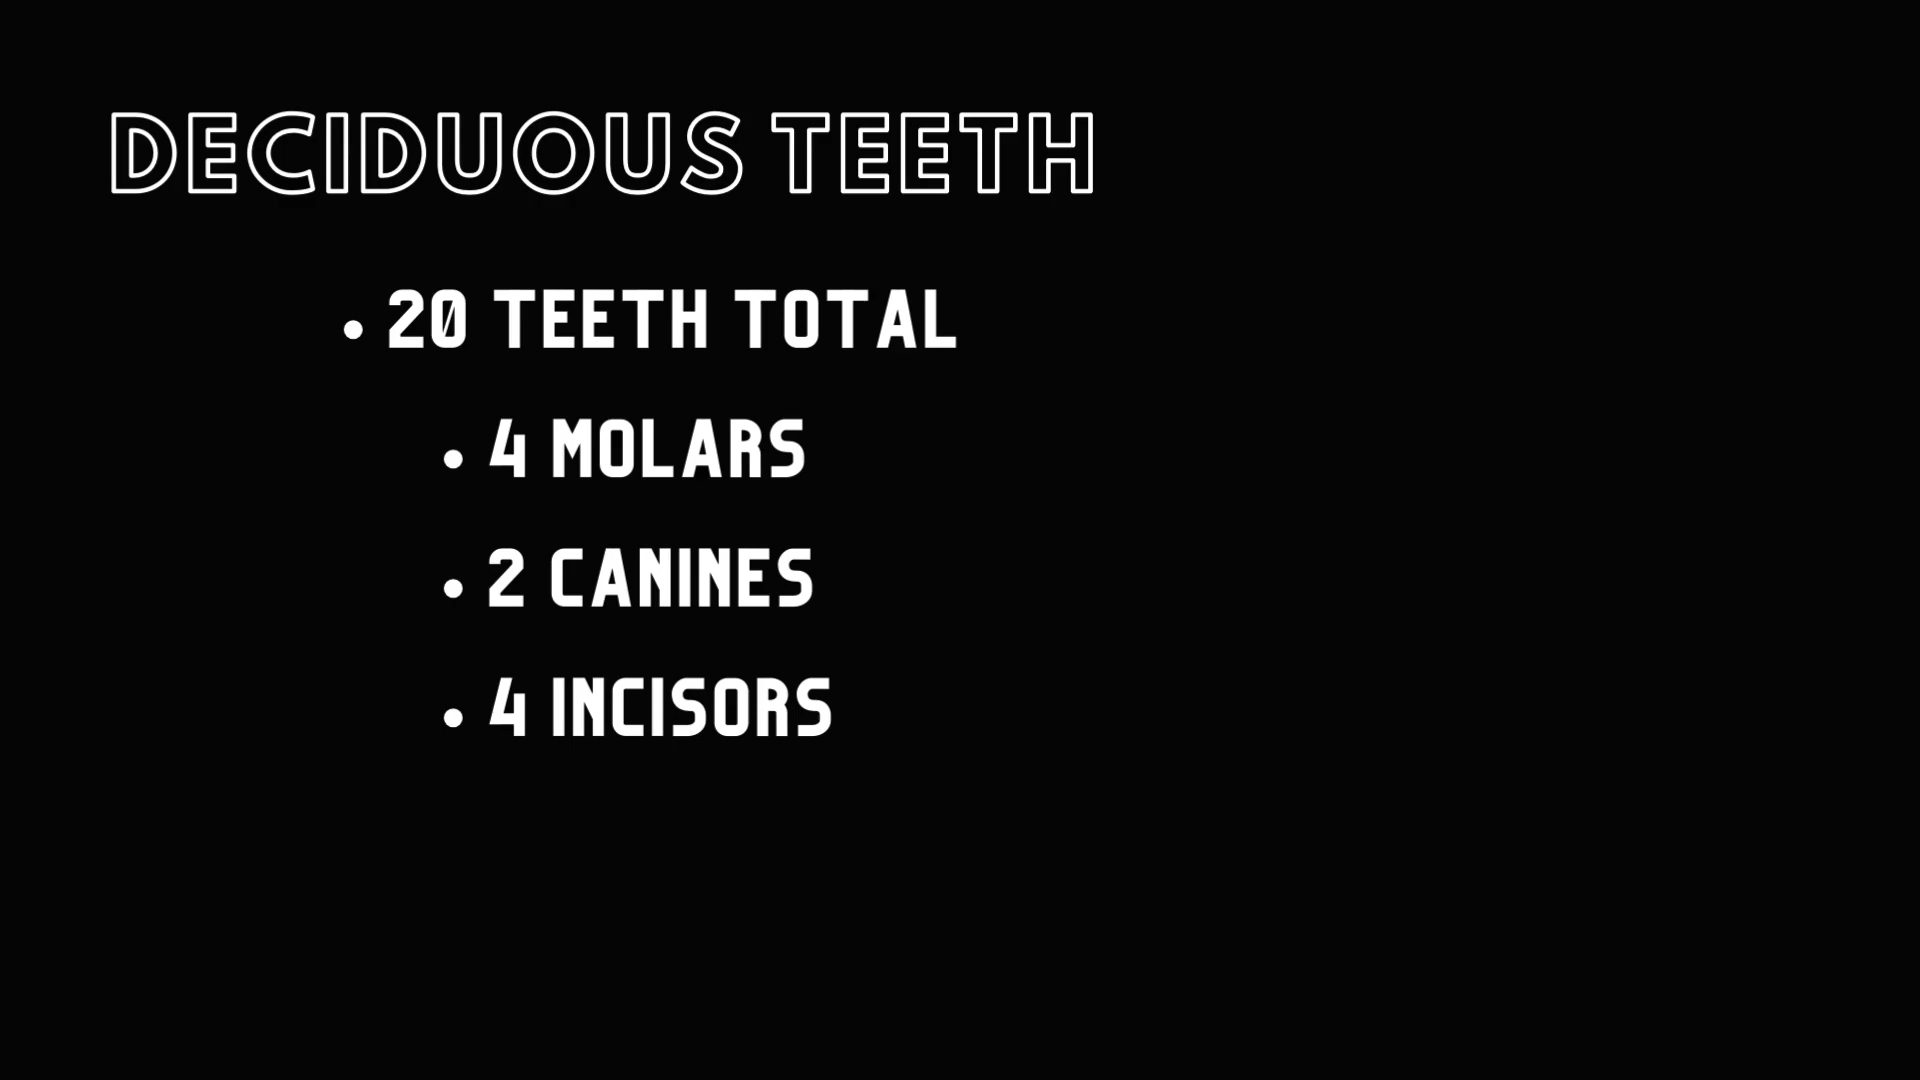 DECIDUOUS TEETH
• 20 TEETH TOTAL
• 4 MOLARS
• 2 CANINES
• 4 INCISORS